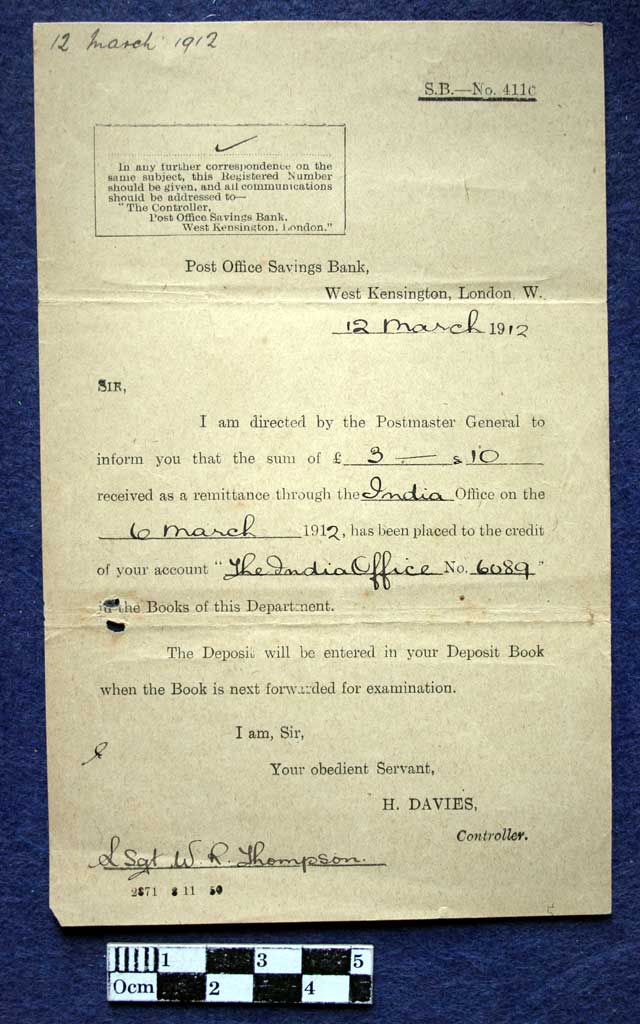 12 March 1912
S.B.—No. 411c
In any further correspondence on the
same subject, this Registered Number
should be given, and all communications
should be addressed to—
"The Controller,
Post Office Savings Bank,
West Kensington, London."
Post Office Savings Bank,
West Kensington, London, W.
12 March 1912
SIR,
I am directed by the Postmaster General to
inform you that the sum of £ 3 — s 10
received as a remittance through the India Office on the
6 March 1912, has been placed to the credit
of your account "The India Office No. 6089"
in the Books of this Department.
The Deposit will be entered in your Deposit Book
when the Book is next forwarded for examination.
I am, Sir,
Your obedient Servant,
H. DAVIES,
Controller.
L Sgt W. R. Thompson.
2871 8 11 50
0cm 1 2 3 4 5